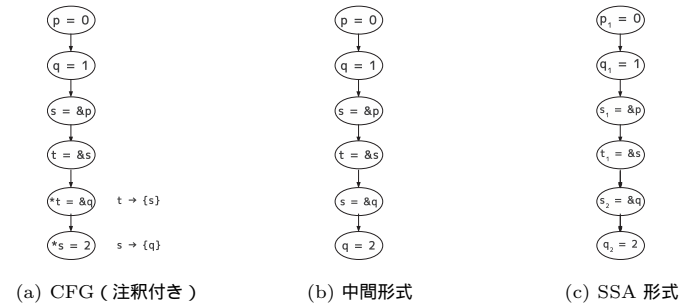 p = 0
q = 1
s = &p
t = &s
*t = &q t → {s}
*s = 2 s → {q}
(a) CFG (注釈付き)
p = 0
q = 1
s = &p
t = &s
s = &q
q = 2
(b) 中間形式
p₁ = 0
q₁ = 1
s₁ = &p
t₁ = &s
s₂ = &q
q₂ = 2
(c) SSA 形式